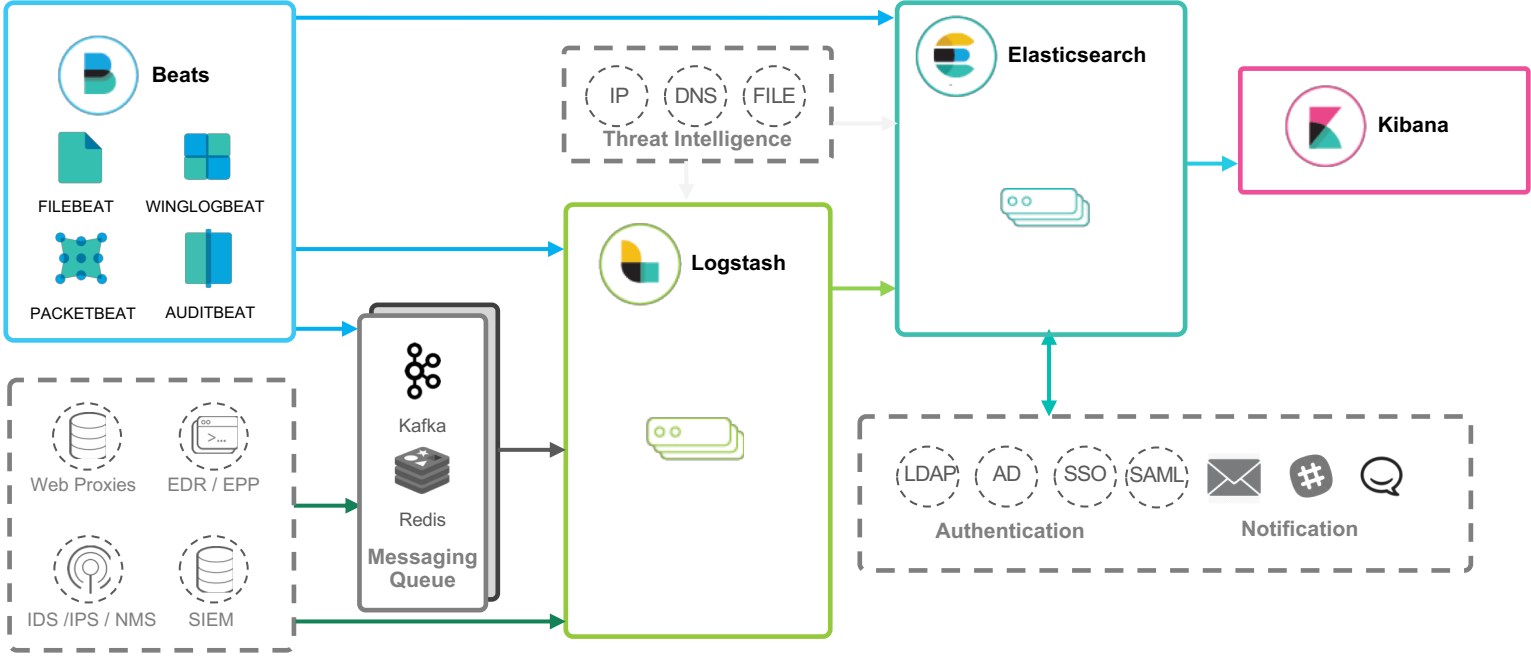 Beats
FILEBEAT
WINGLOGBEAT
PACKETBEAT
AUDITBEAT
Web Proxies
EDR / EPP
>...
IDS /IPS / NMS
SIEM
Kafka
Redis
Messaging
Queue
IP
DNS
FILE
Threat Intelligence
Logstash
Elasticsearch
Kibana
LDAP
AD
SSO
SAML
Authentication
Notification